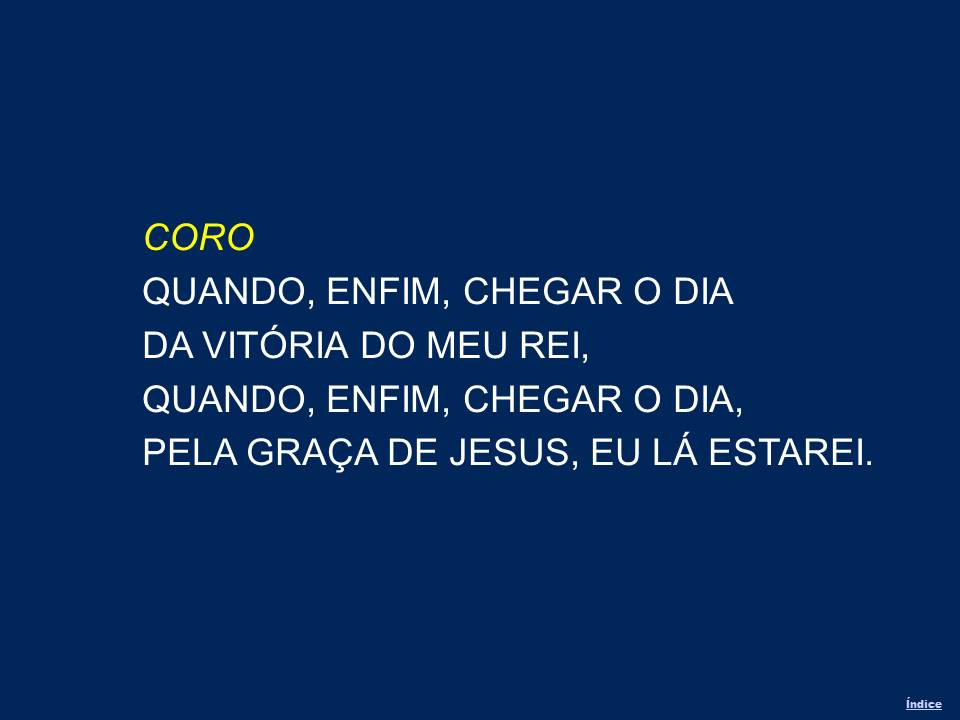 CORO
QUANDO, ENFIM, CHEGAR O DIA
DA VITÓRIA DO MEU REI,
QUANDO, ENFIM, CHEGAR O DIA,
PELA GRAÇA DE JESUS, EU LÁ ESTAREI.
Índice